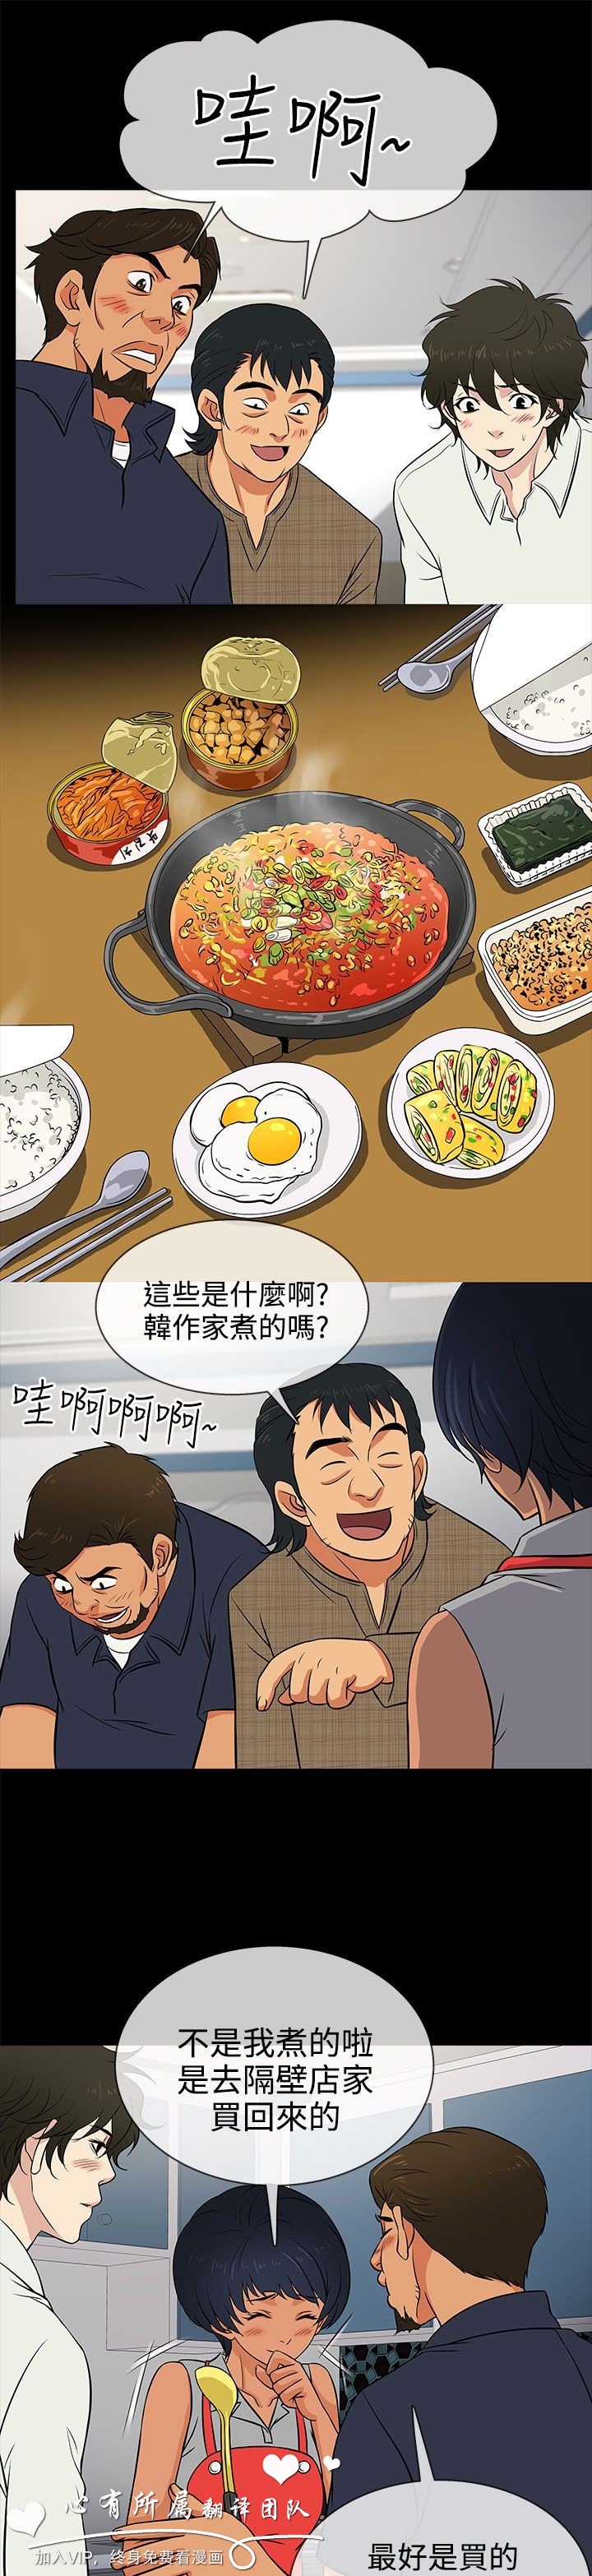 哇啊~
這些是什麼啊?
韓作家煮的嗎?
哇啊啊啊~
不是我煮的啦
是去隔壁店家
買回來的
心有所属翻译团队
加入VIP，终身免费看漫画
最好是買的